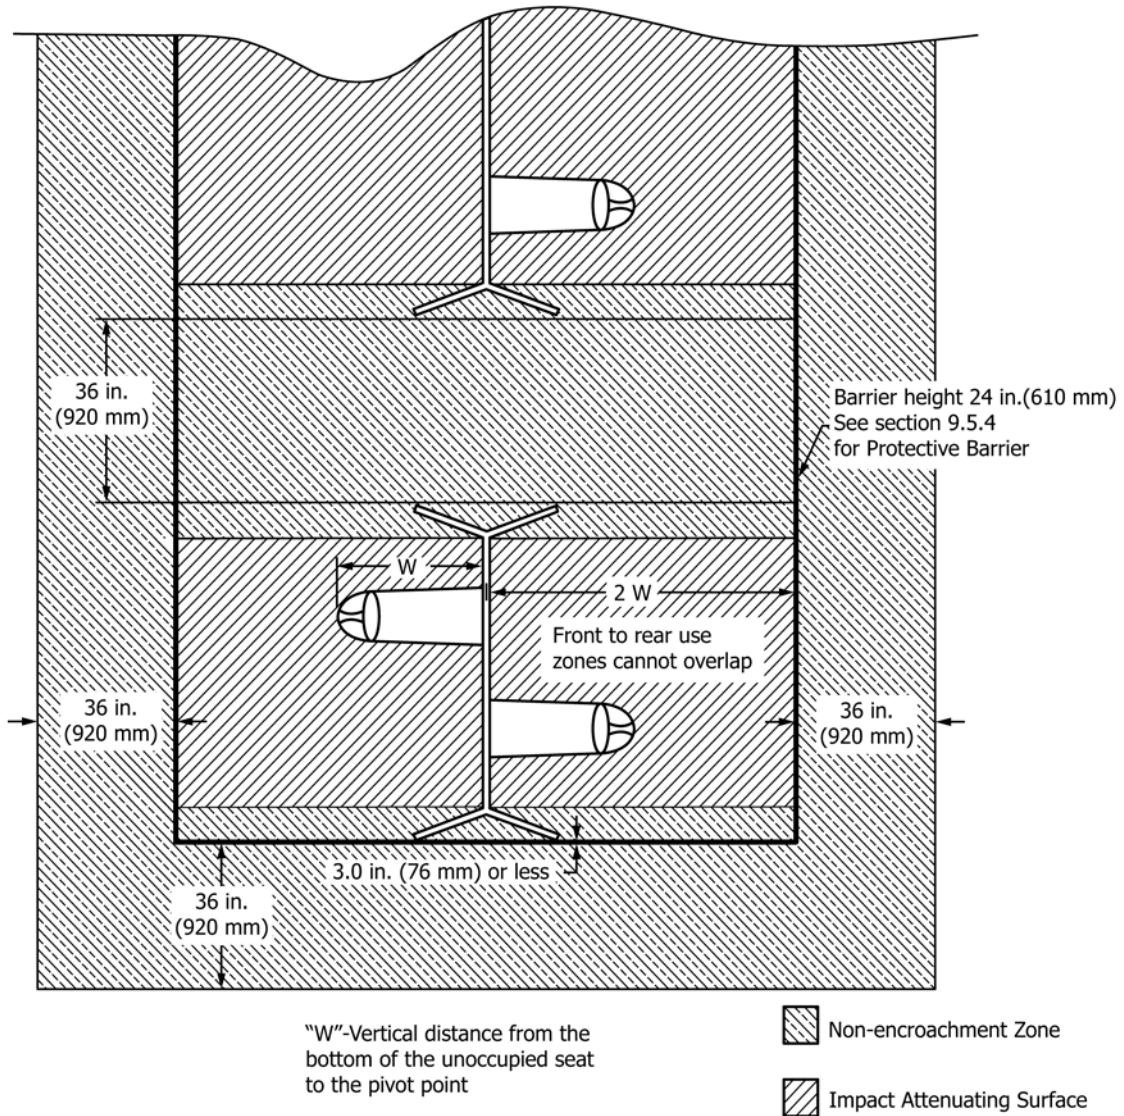 36 in.
(920 mm)
Barrier height 24 in.(610 mm)
See section 9.5.4
for Protective Barrier
W
2 W
Front to rear use
zones cannot overlap
36 in.
(920 mm)
36 in.
(920 mm)
3.0 in. (76 mm) or less
36 in.
(920 mm)
"W"-Vertical distance from the
bottom of the unoccupied seat
to the pivot point
Non-encroachment Zone
Impact Attenuating Surface